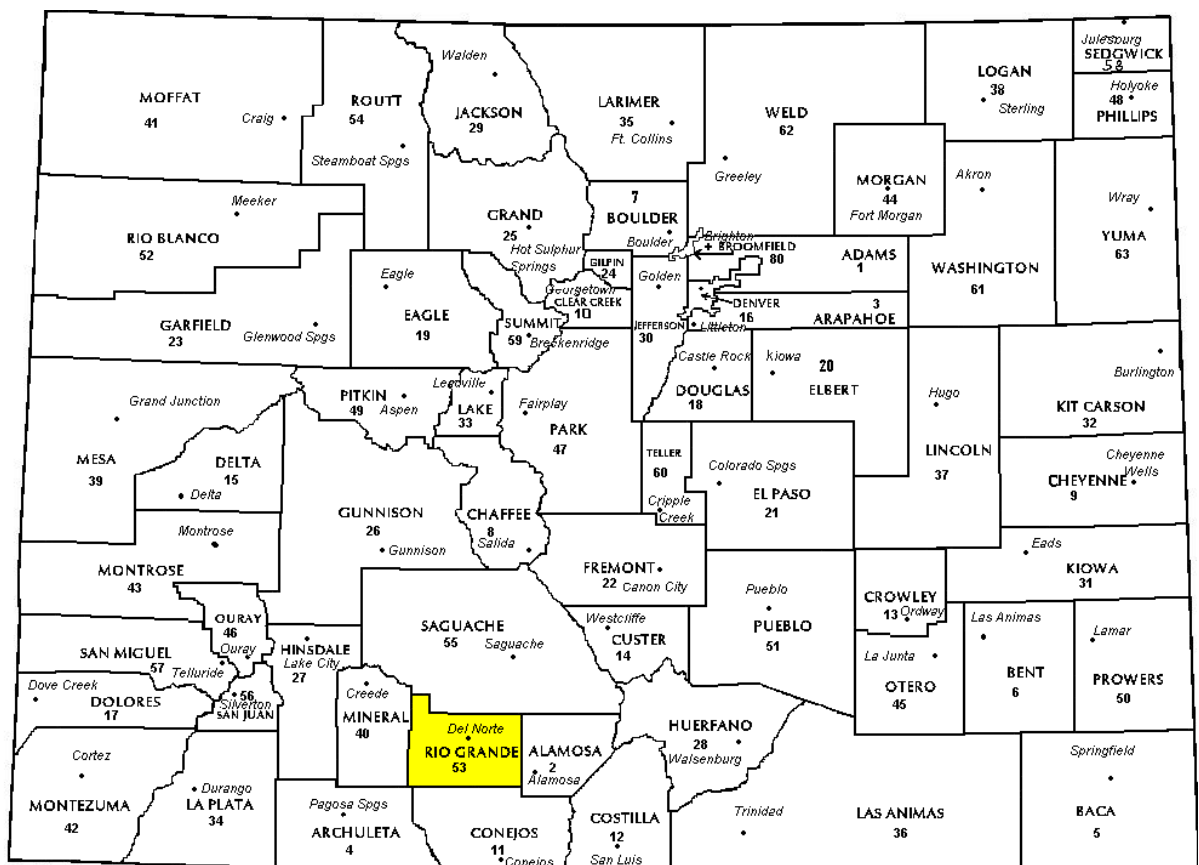 MOFFAT
41
Craig
ROUTT
54
Steamboat Spgs
Walden
JACKSON
29
LARIMER
35
Ft. Collins
WELD
62
Greeley
LOGAN
38
Sterling
Julesburg
SEDGWICK
58
Holyoke
48
PHILLIPS
MORGAN
44
Fort Morgan
Akron
WASHINGTON
61
Wray
YUMA
63
Meeker
RIO BLANCO
52
GRAND
25
Hot Sulphur
Springs
7
BOULDER
Boulder
Brighton
BROOMFIELD
80
ADAMS
1
GILPIN
24
Golden
Georgetown
CLEAR CREEK
10
JEFFERSON
30
DENVER
16
Littleton
3
ARAPAHOE
GARFIELD
23
Glenwood Spgs
Eagle
EAGLE
19
SUMMIT
59
Breckenridge
Castle Rock
DOUGLAS
18
kiowa
20
ELBERT
Burlington
KIT CARSON
32
Hugo
LINCOLN
37
Grand Junction
MESA
39
PITKIN
49
Aspen
Leadville
LAKE
33
Fairplay
PARK
47
DELTA
15
Delta
GUNNISON
26
Gunnison
CHAFFEE
8
Salida
TELLER
60
Cripple
Creek
Colorado Spgs
EL PASO
21
Cheyenne
Wells
CHEYENNE
9
Montrose
MONTROSE
43
FREMONT
22
Canon City
Pueblo
PUEBLO
51
CROWLEY
13
Ordway
Eads
KIOWA
31
OURAY
46
Ouray
HINSDALE
Lake City
27
SAGUACHE
55
Saguache
Westcliffe
CUSTER
14
La Junta
OTERO
45
Las Animas
BENT
6
Lamar
PROWERS
50
SAN MIGUEL
57
Telluride
Dove Creek
DOLORES
17
56
Silverton
SAN JUAN
Creede
MINERAL
40
Del Norte
RIO GRANDE
53
ALAMOSA
2
Alamosa
HUERFANO
28
Walsenburg
Cortez
MONTEZUMA
42
Durango
LA PLATA
34
Pagosa Spgs
ARCHULETA
4
CONEJOS
11
Conejos
COSTILLA
12
San Luis
Trinidad
LAS ANIMAS
36
Springfield
BACA
5